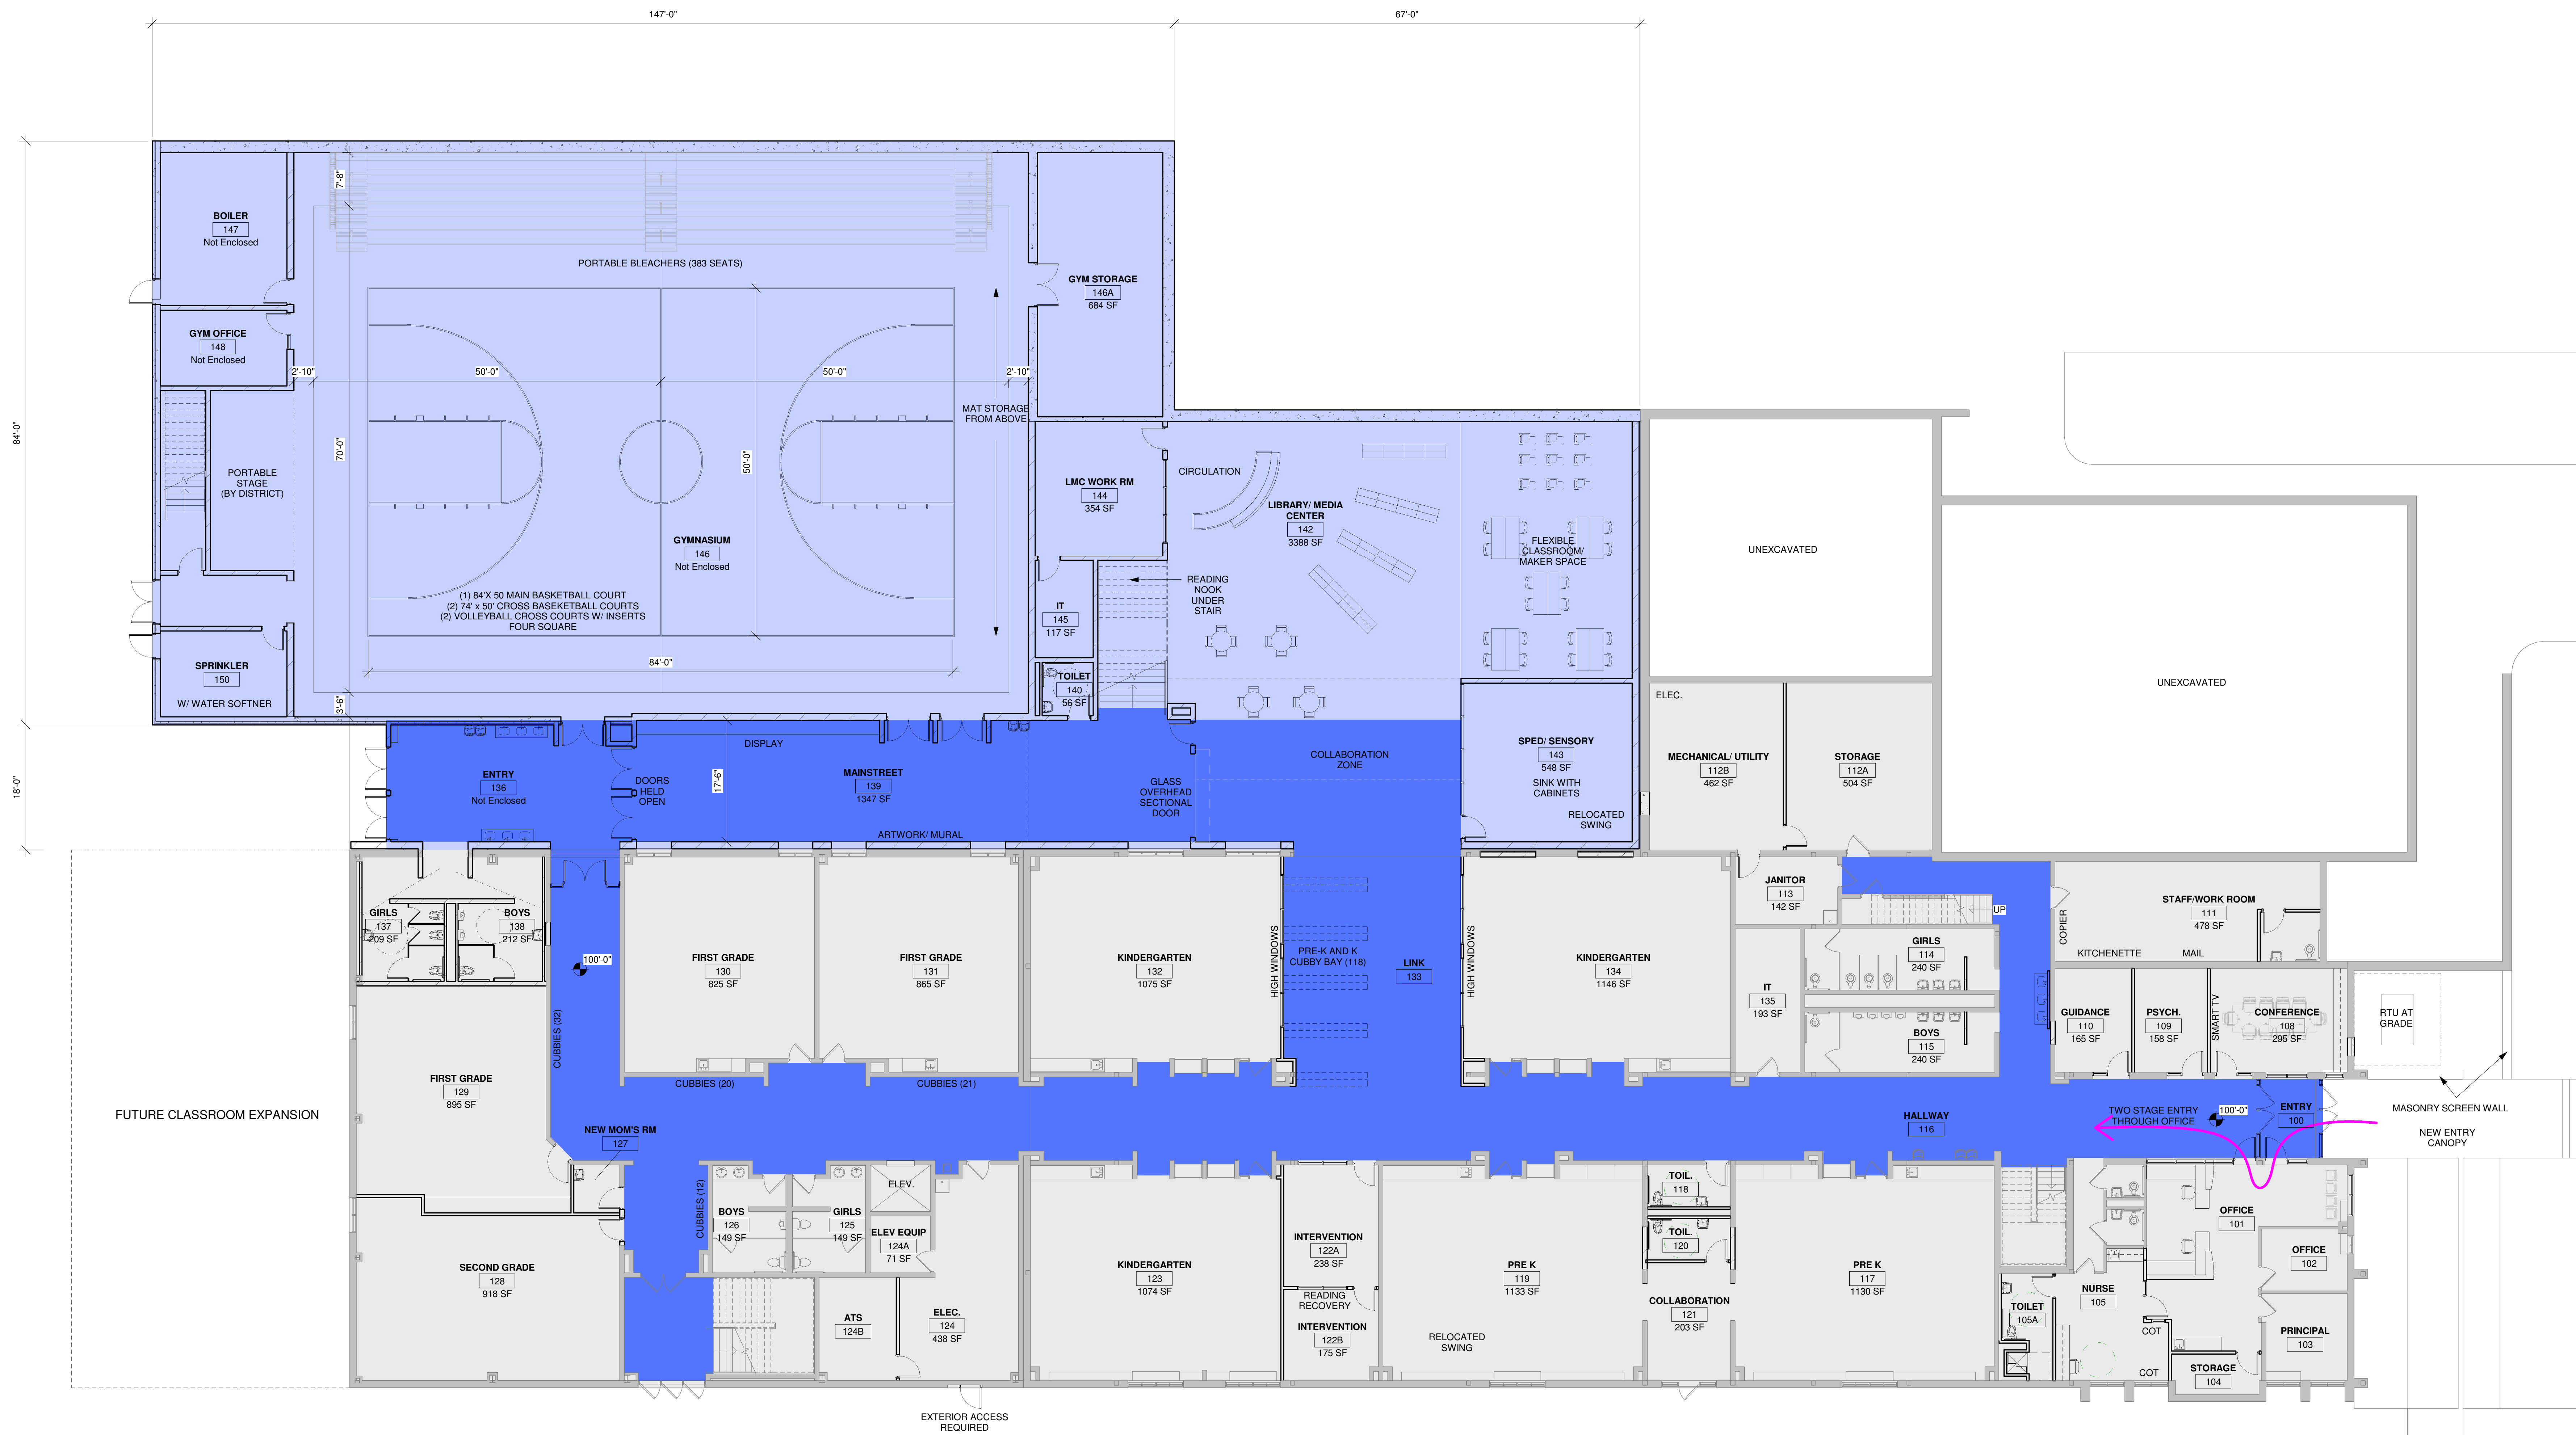 147'-0"
67'-0"
84'-0"
18'-0"
7'-8"
BOILER
147
Not Enclosed
PORTABLE BLEACHERS (383 SEATS)
GYM STORAGE
146A
684 SF
GYM OFFICE
148
Not Enclosed
2'-10"
50'-0"
50'-0"
2'-10"
MAT STORAGE
FROM ABOVE
70'-0"
50'-0"
PORTABLE
STAGE
(BY DISTRICT)
GYMNASIUM
146
Not Enclosed
(1) 84'X 50 MAIN BASKETBALL COURT
(2) 74' x 50' CROSS BASEKETBALL COURTS
(2) VOLLEYBALL CROSS COURTS W/ INSERTS
FOUR SQUARE
84'-0"
SPRINKLER
150
W/ WATER SOFTNER
3'-6"
LMC WORK RM
144
354 SF
CIRCULATION
LIBRARY/ MEDIA
CENTER
142
3388 SF
FLEXIBLE
CLASSROOM/
MAKER SPACE
READING
NOOK
UNDER
STAIR
IT
145
117 SF
TOILET
140
56 SF
UNEXCAVATED
UNEXCAVATED
ELEC.
ENTRY
136
Not Enclosed
DOORS
HELD
OPEN
DISPLAY
17'-6"
MAINSTREET
139
1347 SF
ARTWORK/ MURAL
GLASS
OVERHEAD
SECTIONAL
DOOR
COLLABORATION
ZONE
SPED/ SENSORY
143
548 SF
SINK WITH
CABINETS
RELOCATED
SWING
MECHANICAL/ UTILITY
112B
462 SF
STORAGE
112A
504 SF
GIRLS
137
209 SF
BOYS
138
212 SF
100'-0"
CUBBIES (32)
FIRST GRADE
130
825 SF
FIRST GRADE
131
865 SF
KINDERGARTEN
132
1075 SF
HIGH WINDOWS
PRE-K AND K
CUBBY BAY (118)
LINK
133
HIGH WINDOWS
KINDERGARTEN
134
1146 SF
JANITOR
113
142 SF
UP
IT
135
193 SF
GIRLS
114
240 SF
BOYS
115
240 SF
COPIER
STAFF/WORK ROOM
111
478 SF
KITCHENETTE
MAIL
GUIDANCE
110
165 SF
PSYCH.
109
158 SF
SMART TV
CONFERENCE
108
295 SF
RTU AT
GRADE
CUBBIES (20)
CUBBIES (21)
FIRST GRADE
129
895 SF
FUTURE CLASSROOM EXPANSION
NEW MOM'S RM
127
HALLWAY
116
TWO STAGE ENTRY
THROUGH OFFICE
100'-0"
ENTRY
100
MASONRY SCREEN WALL
NEW ENTRY
CANOPY
CUBBIES (12)
BOYS
126
149 SF
GIRLS
125
149 SF
ELEV.
ELEV EQUIP
124A
71 SF
SECOND GRADE
128
918 SF
ATS
124B
ELEC.
124
438 SF
KINDERGARTEN
123
1074 SF
INTERVENTION
122A
238 SF
READING
RECOVERY
INTERVENTION
122B
175 SF
PRE K
119
1133 SF
RELOCATED
SWING
TOIL.
118
TOIL.
120
COLLABORATION
121
203 SF
PRE K
117
1130 SF
TOILET
105A
NURSE
105
COT
COT
OFFICE
101
OFFICE
102
PRINCIPAL
103
STORAGE
104
EXTERIOR ACCESS
REQUIRED